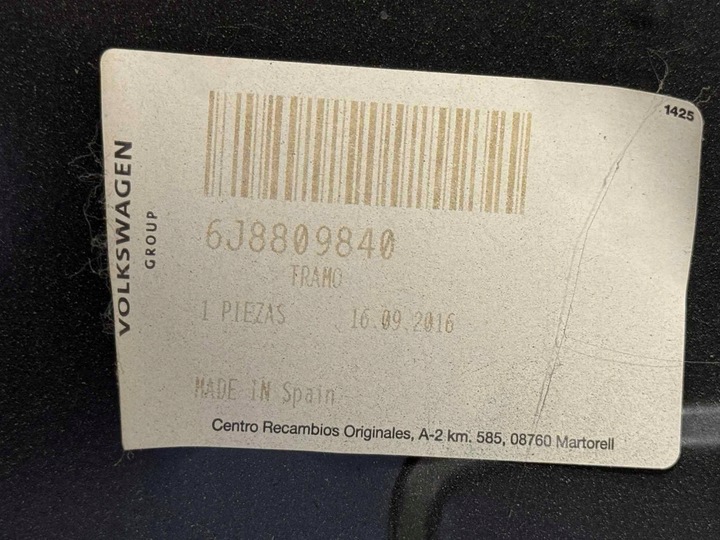 1425
VOLKSWAGEN
GROUP
6J8809840
TRAMO
1 PIEZAS 16.09.2016
MADE IN Spain
Centro Recambios Originales, A-2 km. 585, 08760 Martorell